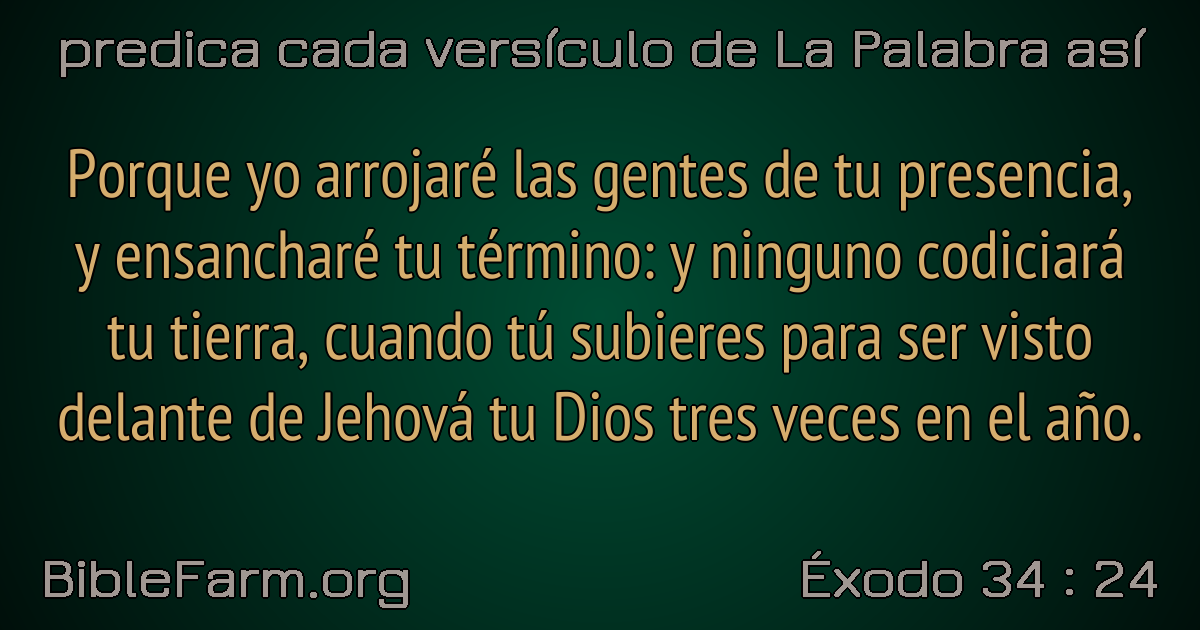 predica cada versículo de La Palabra así
Porque yo arrojaré las gentes de tu presencia,
y ensancharé tu término: y ninguno codiciará
tu tierra, cuando tú subieres para ser visto
delante de Jehová tu Dios tres veces en el año.
BibleFarm.org
Éxodo 34 : 24